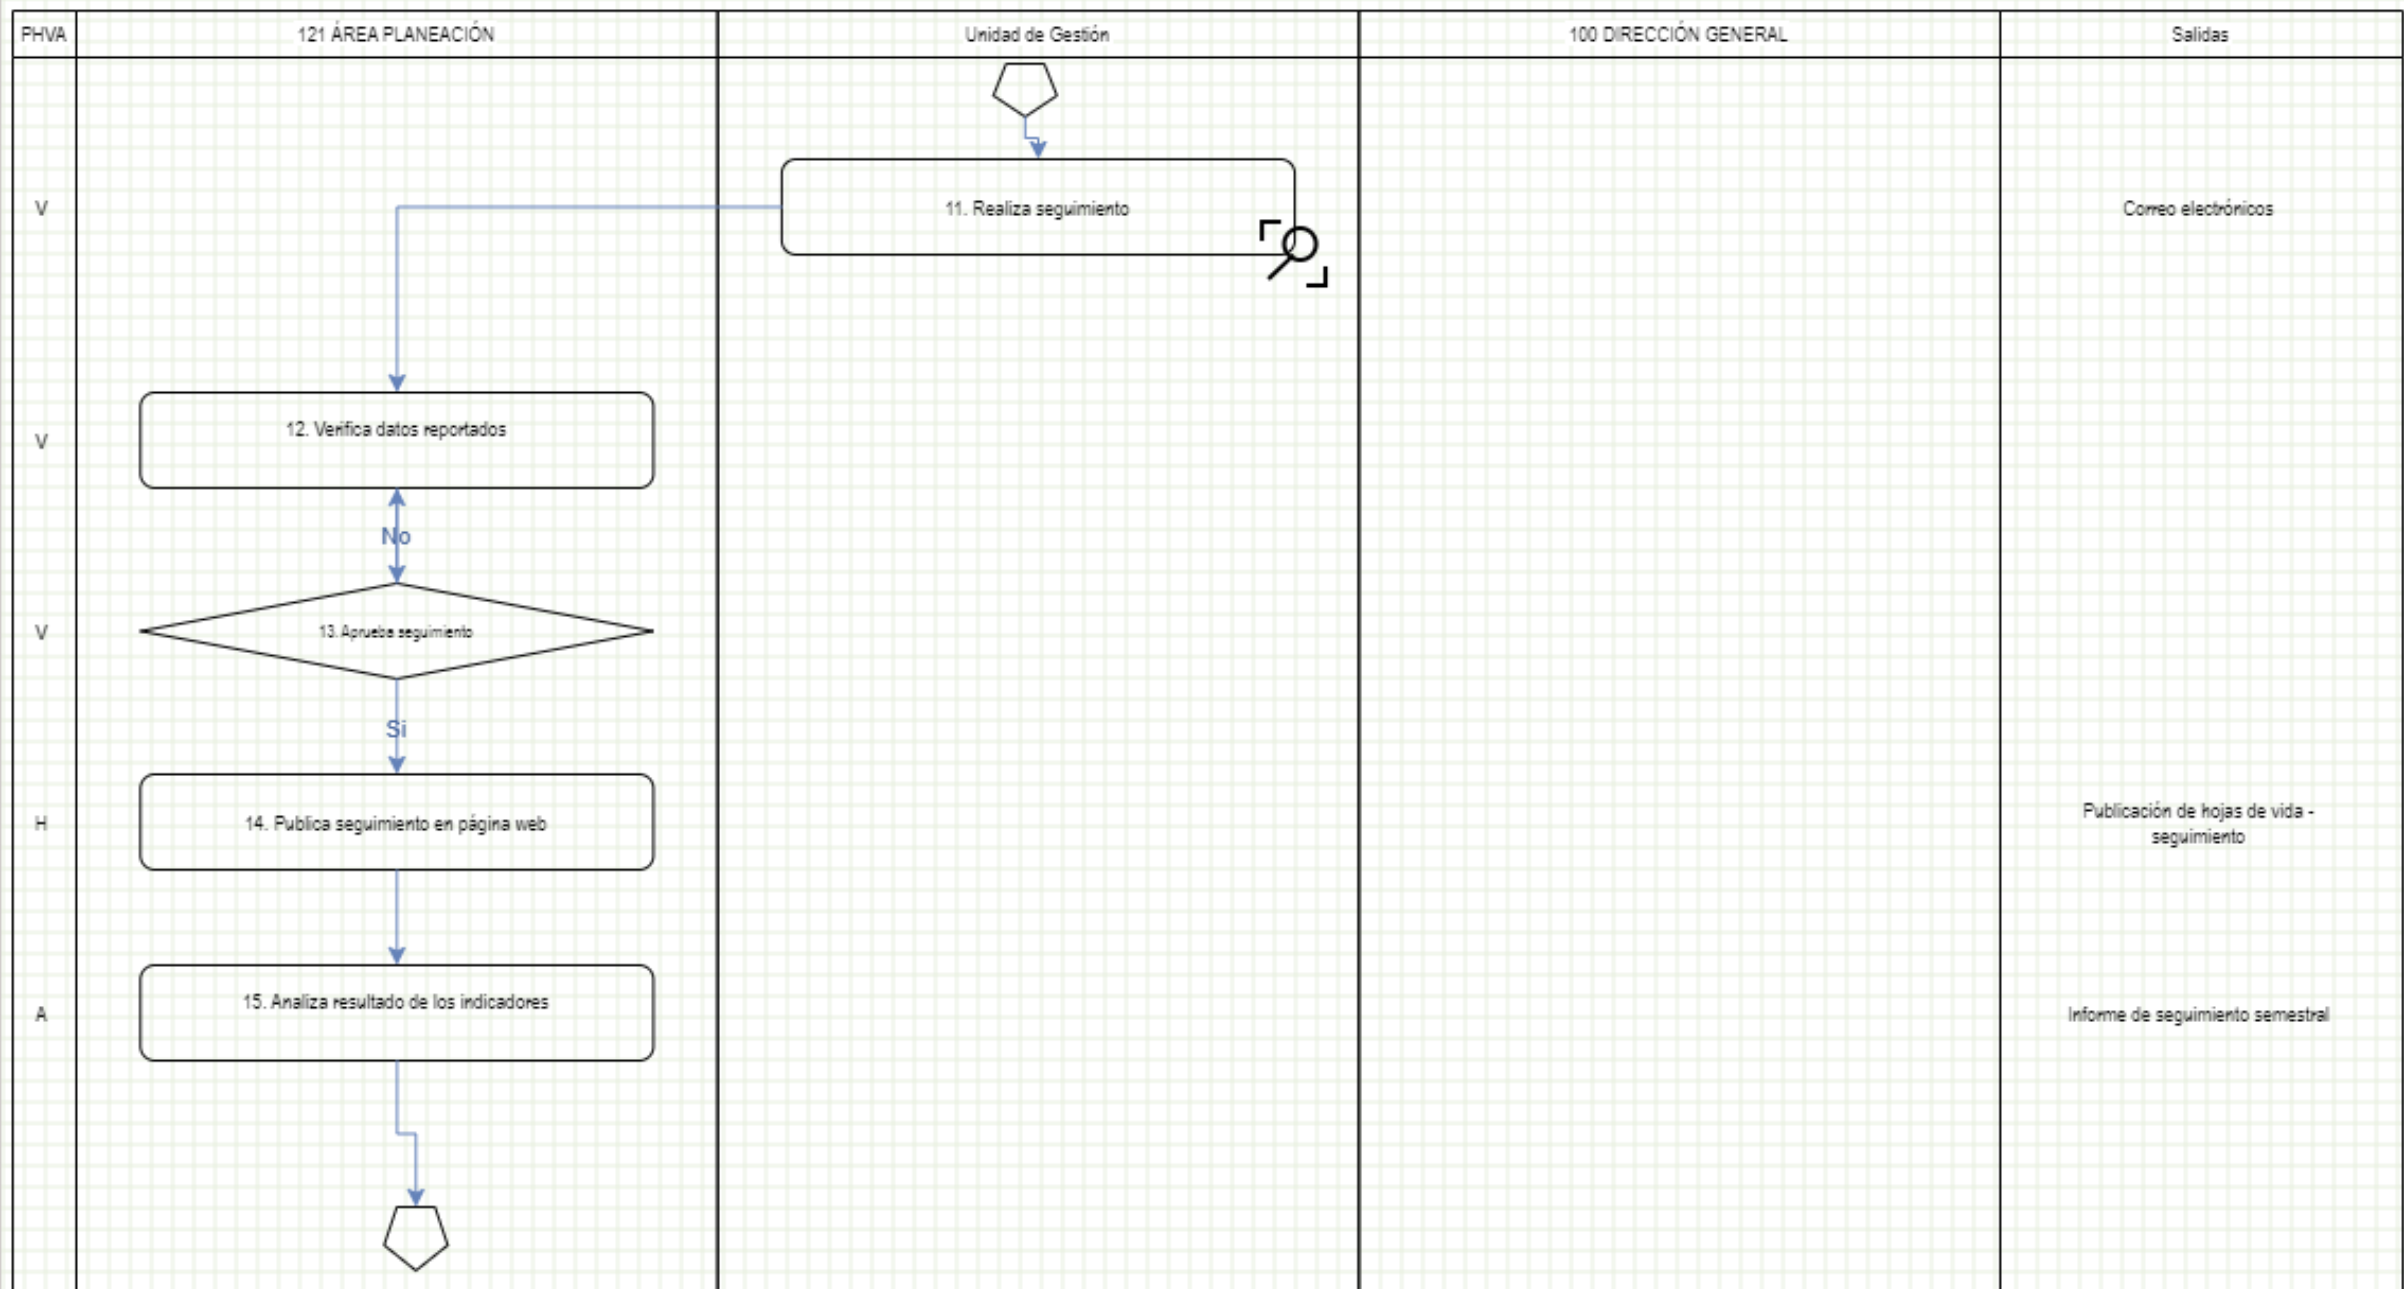 PHVA
121 ÁREA PLANEACIÓN
Unidad de Gestión
100 DIRECCIÓN GENERAL
Salidas
V
11. Realiza seguimiento
Correo electrónicos
V
12. Verifica datos reportados
No
V
13. Aprueba seguimiento
Si
H
14. Publica seguimiento en página web
Publicación de hojas de vida -
seguimiento
A
15. Analiza resultado de los indicadores
Informe de seguimiento semestral